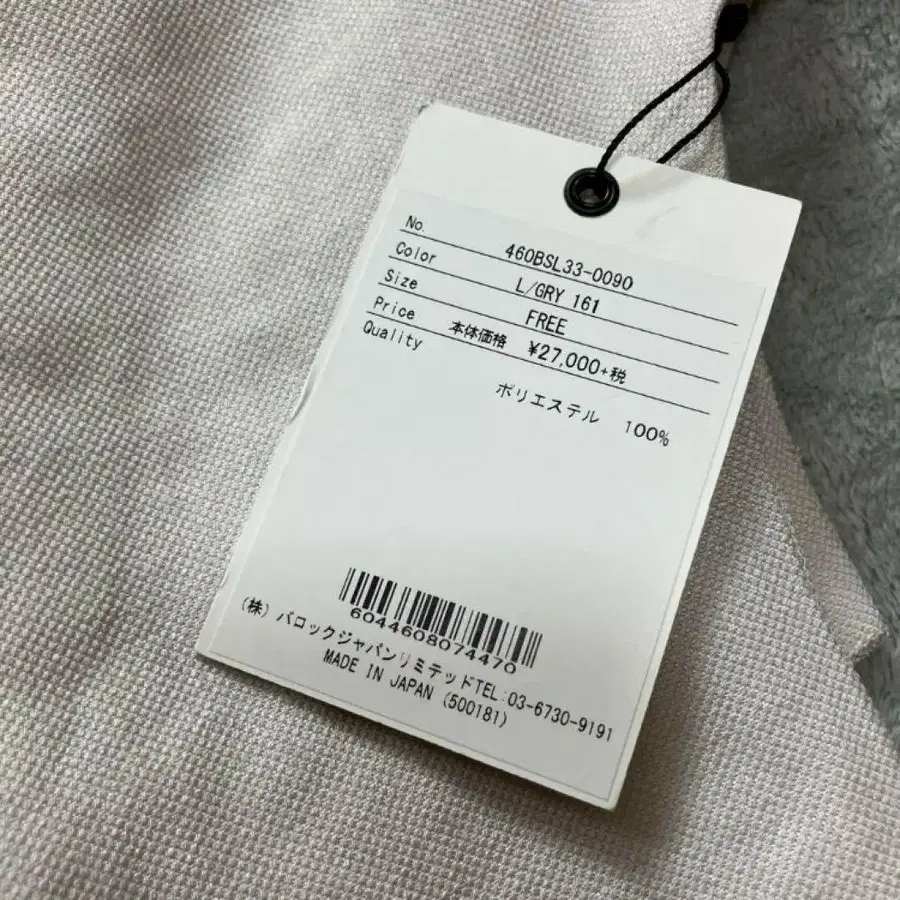 No. 460BSL33-0090
Color L/GRY 161
Size FREE
Price 本体価格 ¥27,000+税
Quality
ポリエステル 100%
6044608074470
(株) バロックジャパンリミテッドTEL:03-6730-9191
MADE IN JAPAN (500181)